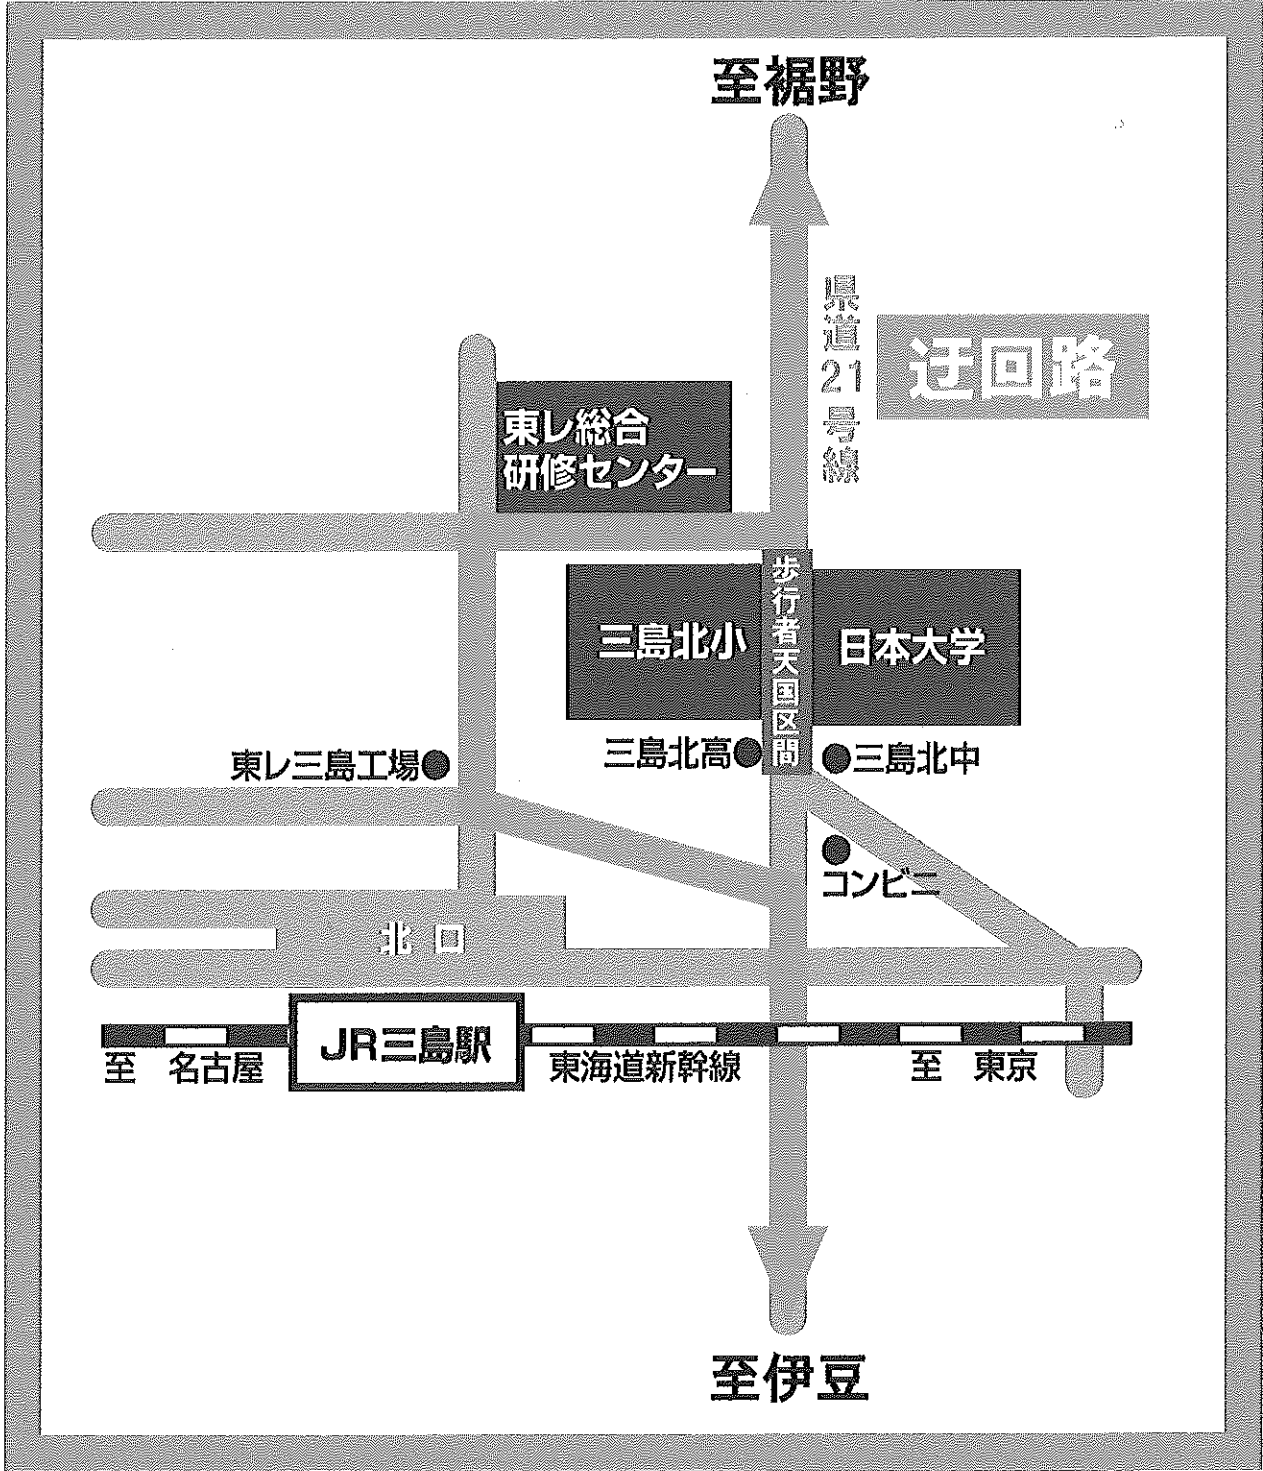 至裾野
県道21号線
迂回路
東レ総合
研修センター
歩行者天国区間
三島北小
日本大学
東レ三島工場
三島北高
三島北中
コンビニ
北口
JR三島駅
至 名古屋
東海道新幹線
至 東京
至伊豆